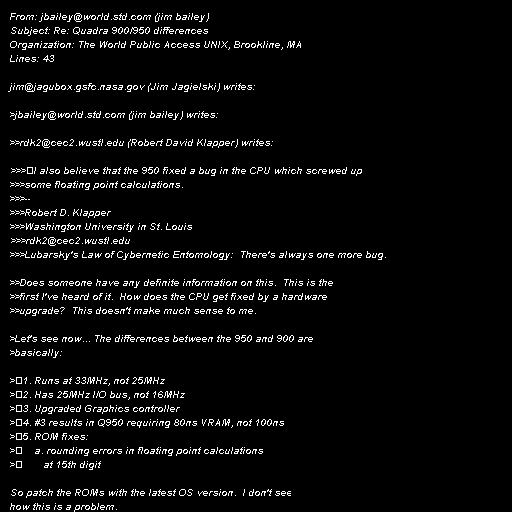 From: jbailey@world.std.com (jim bailey)
Subject: Re: Quadra 900/950 differences
Organization: The World Public Access UNIX, Brookline, MA
Lines: 43
jim@jagubox.gsfc.nasa.gov (Jim Jagielski) writes:
>jbailey@world.std.com (jim bailey) writes:
>>rdk2@cec2.wustl.edu (Robert David Klapper) writes:
>>>□I also believe that the 950 fixed a bug in the CPU which screwed up
>>>some floating point calculations.
>>>--
>>>Robert D. Klapper
>>>Washington University in St. Louis
>>>rdk2@cec2.wustl.edu
>>>Lubarsky's Law of Cybernetic Entomology:  There's always one more bug.
>>Does someone have any definite information on this.  This is the
>>first I've heard of it.  How does the CPU get fixed by a hardware
>>upgrade?  This doesn't make much sense to me.
>Let's see now... The differences between the 950 and 900 are
>basically:
>□1. Runs at 33MHz, not 25MHz
>□2. Has 25MHz I/O bus, not 16MHz
>□3. Upgraded Graphics controller
>□4. #3 results in Q950 requiring 80ns VRAM, not 100ns
>□5. ROM fixes:
>□    a. rounding errors in floating point calculations
>□       at 15th digit
So patch the ROMs with the latest OS version.  I don't see
how this is a problem.